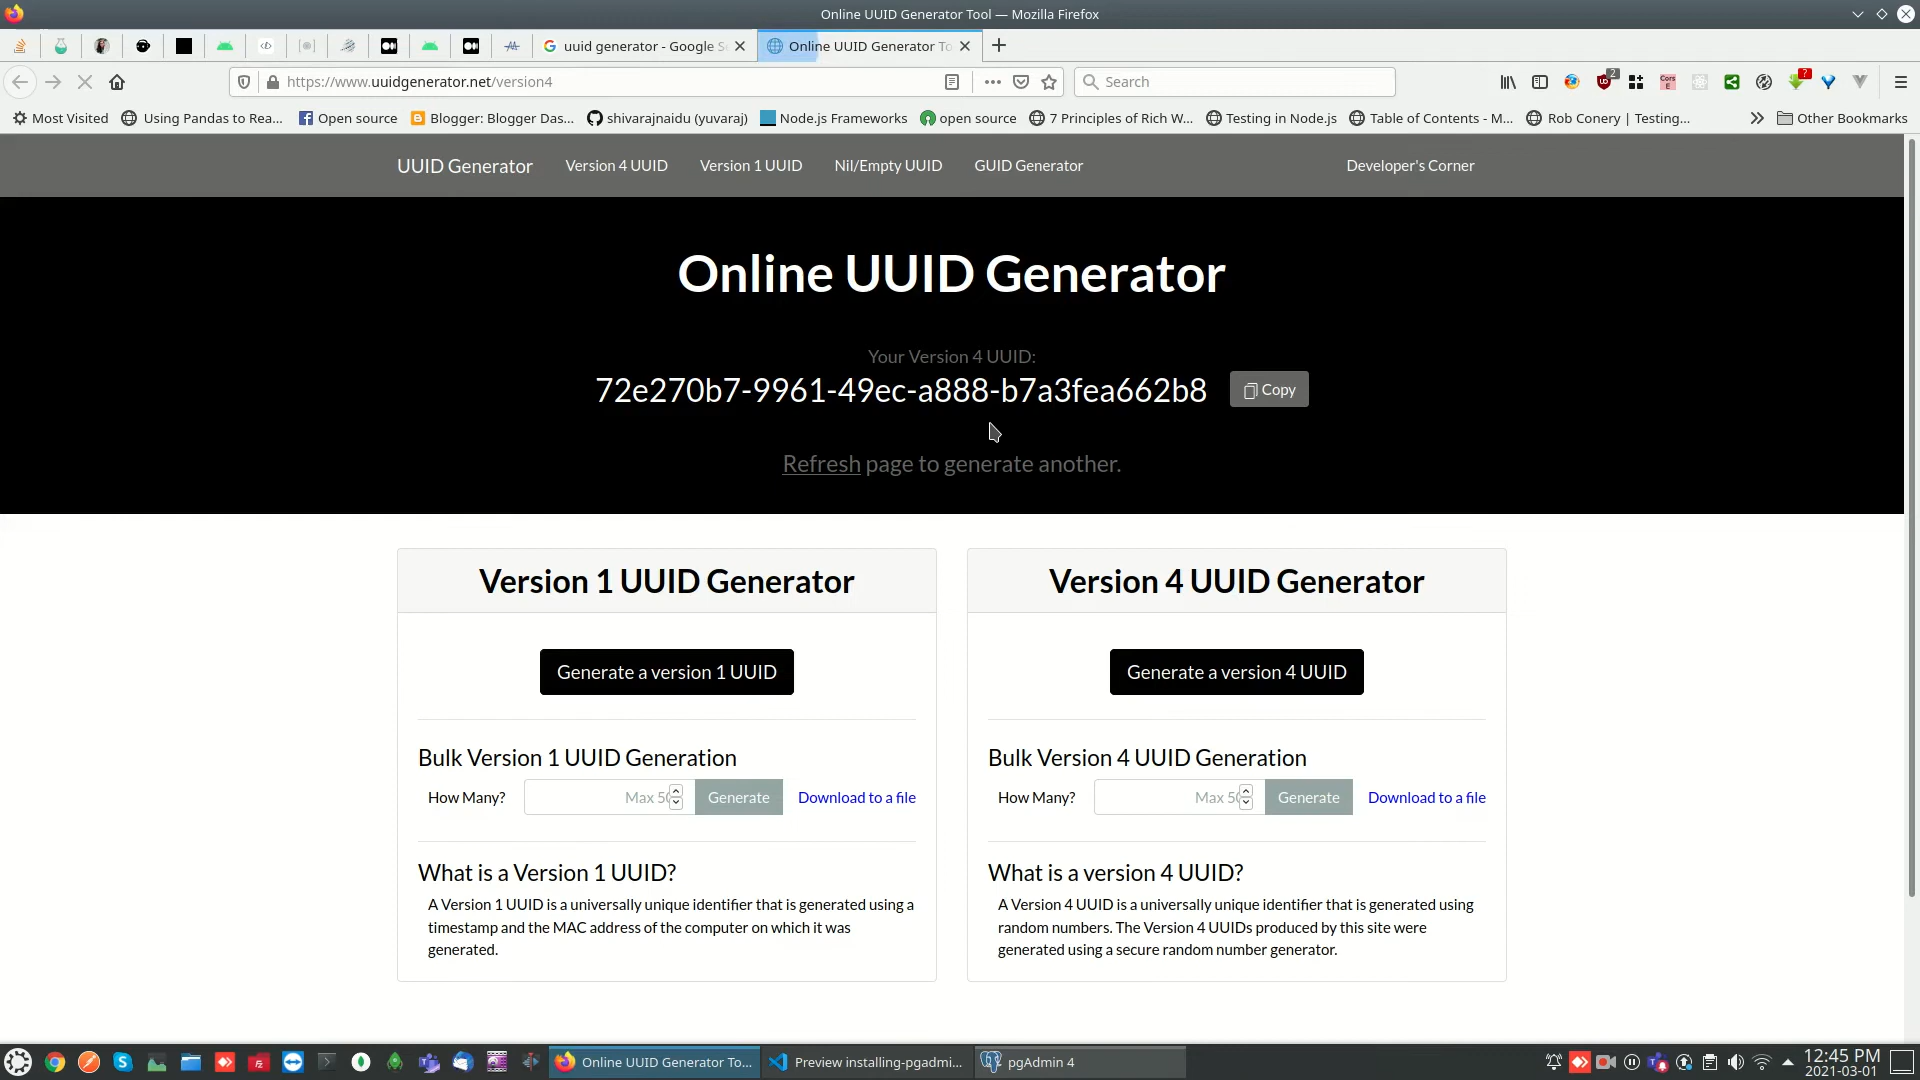 Online UUID Generator Tool — Mozilla Firefox
uuid generator - Google S
Online UUID Generator To
https://www.uuidgenerator.net/version4
Search
2
?
Most Visited
Using Pandas to Rea...
Open source
Blogger: Blogger Das...
shivarajnaidu (yuvaraj)
Node.js Frameworks
open source
7 Principles of Rich W...
Testing in Node.js
Table of Contents - M...
Rob Conery | Testing...
Other Bookmarks
UUID Generator
Version 4 UUID
Version 1 UUID
Nil/Empty UUID
GUID Generator
Developer's Corner
Online UUID Generator
Your Version 4 UUID:
72e270b7-9961-49ec-a888-b7a3fea662b8
Copy
Refresh page to generate another.
Version 1 UUID Generator
Generate a version 1 UUID
Bulk Version 1 UUID Generation
How Many?
Max 50
Generate
Download to a file
What is a Version 1 UUID?
A Version 1 UUID is a universally unique identifier that is generated using a
timestamp and the MAC address of the computer on which it was
generated.
Version 4 UUID Generator
Generate a version 4 UUID
Bulk Version 4 UUID Generation
How Many?
Max 50
Generate
Download to a file
What is a version 4 UUID?
A Version 4 UUID is a universally unique identifier that is generated using
random numbers. The Version 4 UUIDs produced by this site were
generated using a secure random number generator.
Online UUID Generator To...
Preview installing-pgadmi...
pgAdmin 4
12:45 PM
2021-03-01